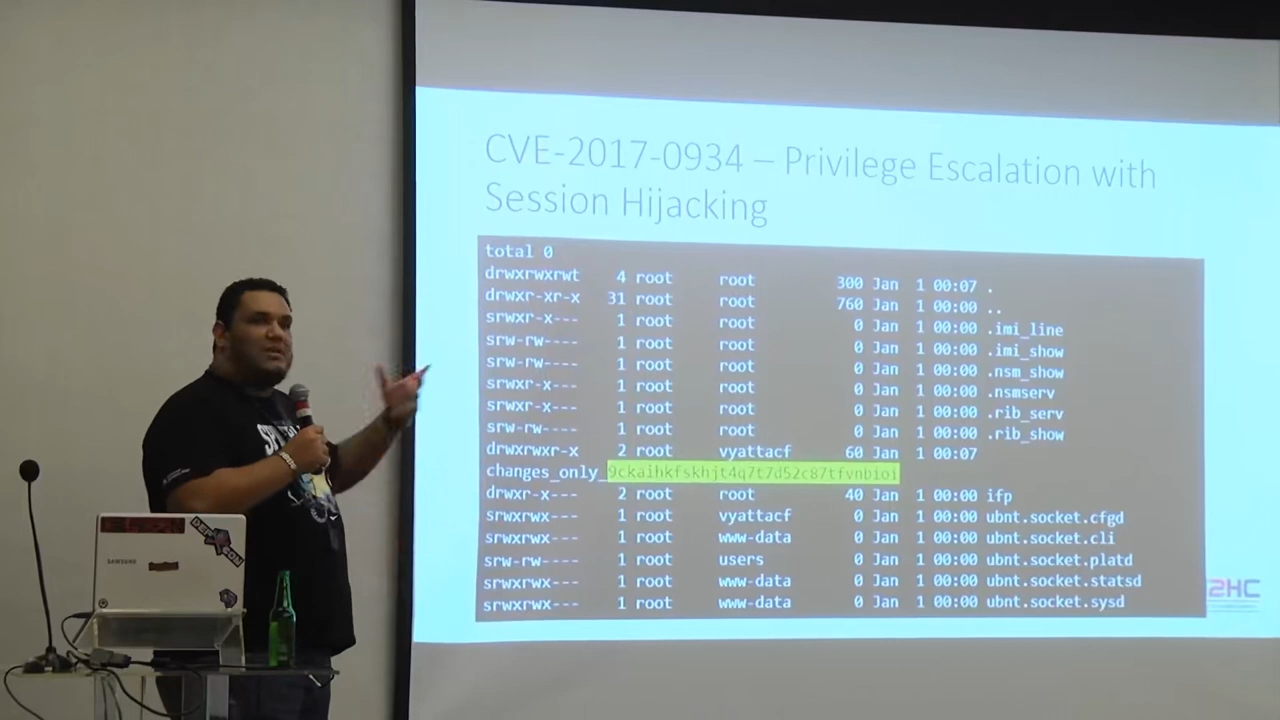 CVE-2017-0934 – Privilege Escalation with
Session Hijacking
total 0
drwxrwxrwt 4 root root 300 Jan 1 00:07 .
drwxr-xr-x 31 root root 760 Jan 1 00:00 ..
srwxr-x--- 1 root root 0 Jan 1 00:00 .imi_line
srw-rw---- 1 root root 0 Jan 1 00:00 .imi_show
srw-rw---- 1 root root 0 Jan 1 00:00 .nsm_show
srwxr-x--- 1 root root 0 Jan 1 00:00 .nsmserv
srwxr-x--- 1 root root 0 Jan 1 00:00 .rib_serv
srw-rw---- 1 root root 0 Jan 1 00:00 .rib_show
drwxrwxr-x 2 root vyattacf 60 Jan 1 00:07
changes_only_9ckaihkfskhjt4q7t7d52c87tfvnbioi
drwxr-x--- 2 root root 40 Jan 1 00:00 ifp
srwxrwx--- 1 root vyattacf 0 Jan 1 00:00 ubnt.socket.cfgd
srwxrwx--- 1 root www-data 0 Jan 1 00:00 ubnt.socket.cli
srw-rw---- 1 root users 0 Jan 1 00:00 ubnt.socket.platd
srwxrwx--- 1 root www-data 0 Jan 1 00:00 ubnt.socket.statsd
srwxrwx--- 1 root www-data 0 Jan 1 00:00 ubnt.socket.sysd
2HC
SAMSUNG